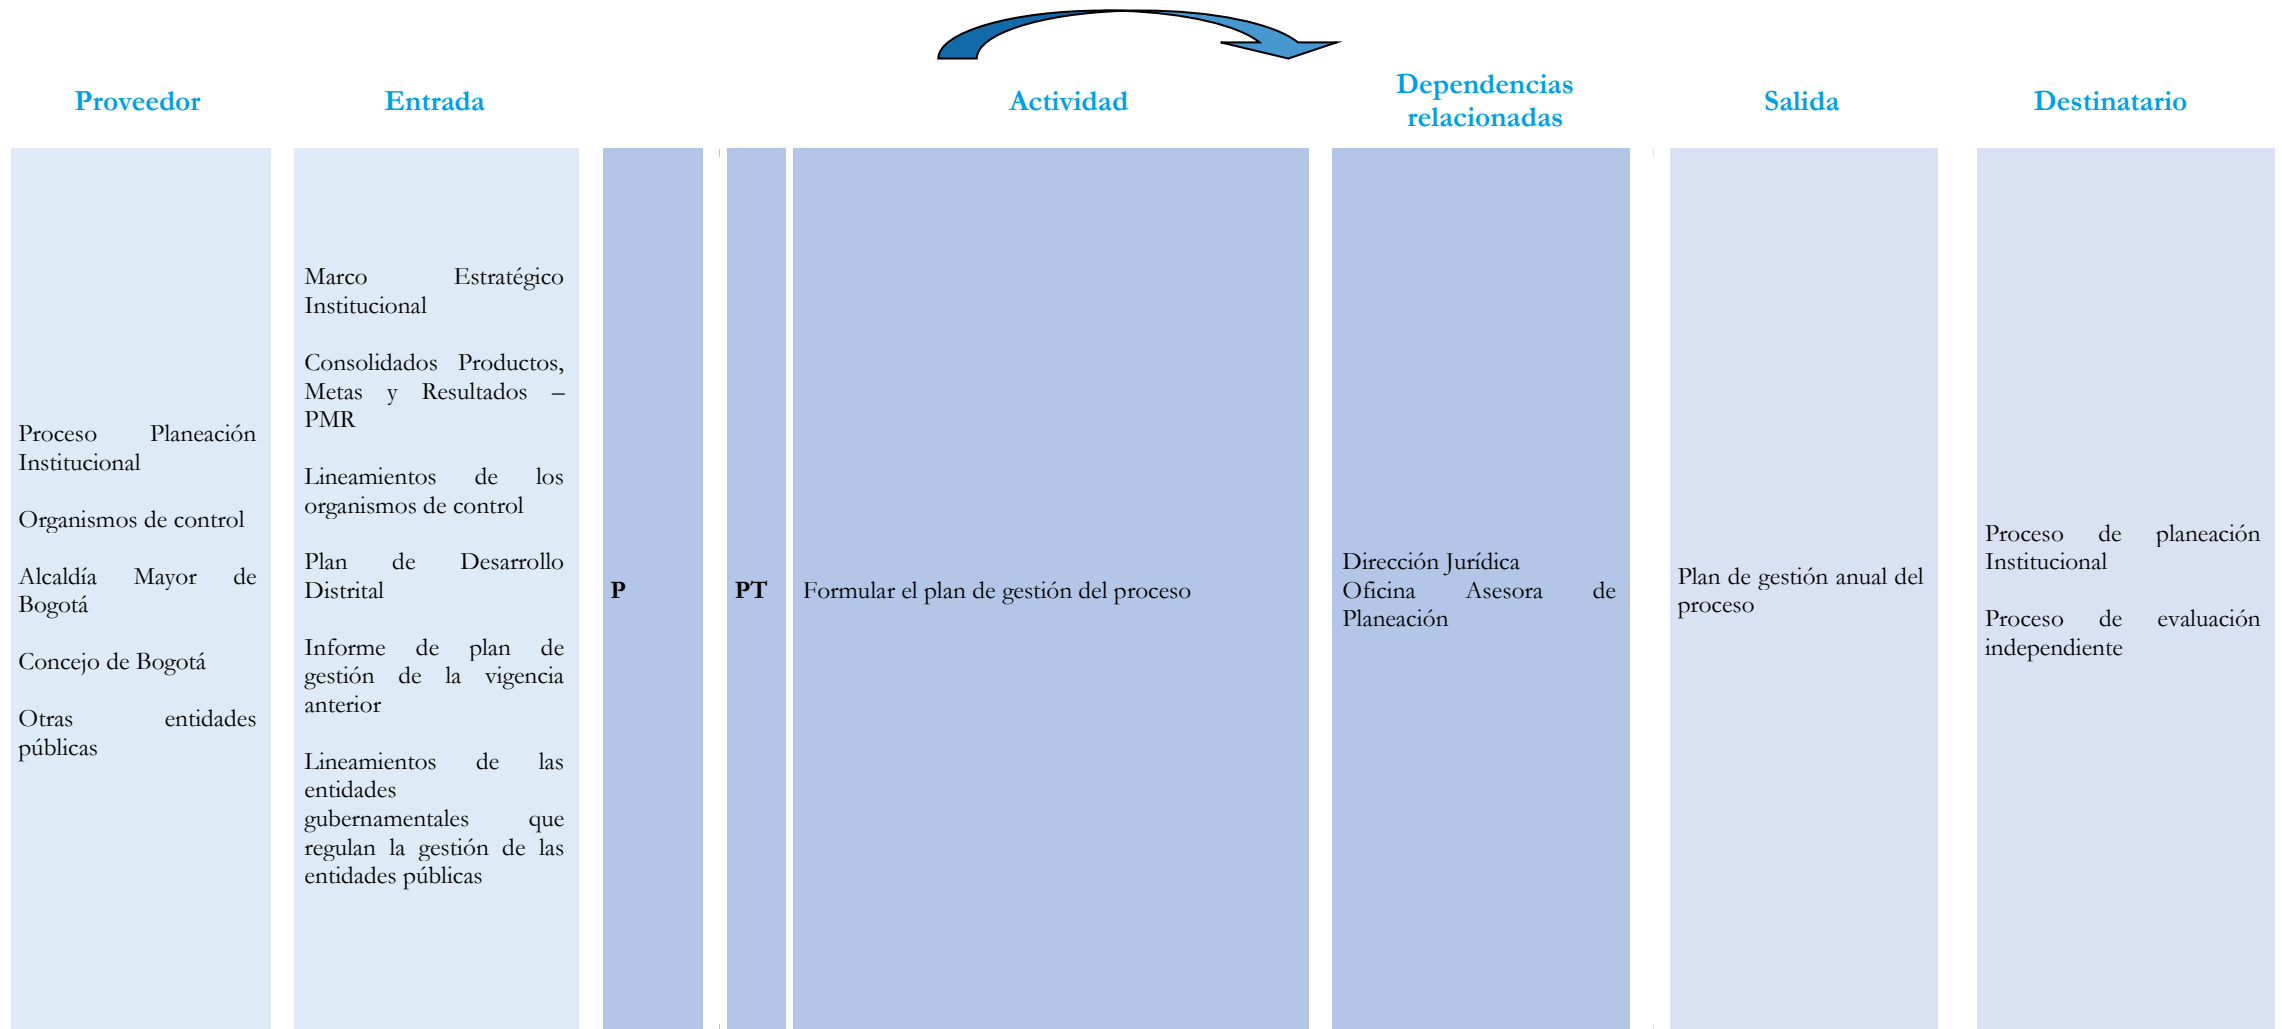 Proveedor
Entrada
Actividad
Dependencias
relacionadas
Salida
Destinatario
Proceso Planeación
Institucional
Organismos de control
Alcaldía Mayor de
Bogotá
Concejo de Bogotá
Otras entidades
públicas
Marco Estratégico
Institucional
Consolidados Productos,
Metas y Resultados –
PMR
Lineamientos de los
organismos de control
Plan de Desarrollo
Distrital
Informe de plan de
gestión de la vigencia
anterior
Lineamientos de las
entidades
gubernamentales que
regulan la gestión de las
entidades públicas
P
PT
Formular el plan de gestión del proceso
Dirección Jurídica
Oficina Asesora de
Planeación
Plan de gestión anual del
proceso
Proceso de planeación
Institucional
Proceso de evaluación
independiente